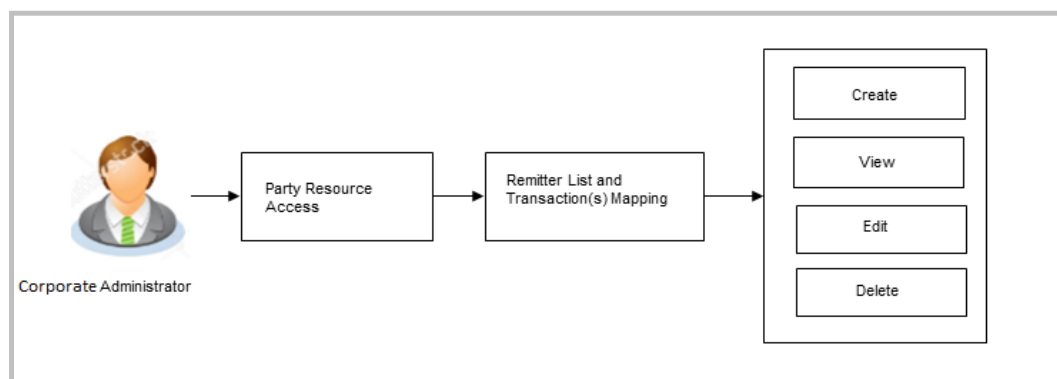 Create
View
Edit
Delete
Party Resource
Access
Remitter List and
Transaction(s) Mapping
Corporate Administrator